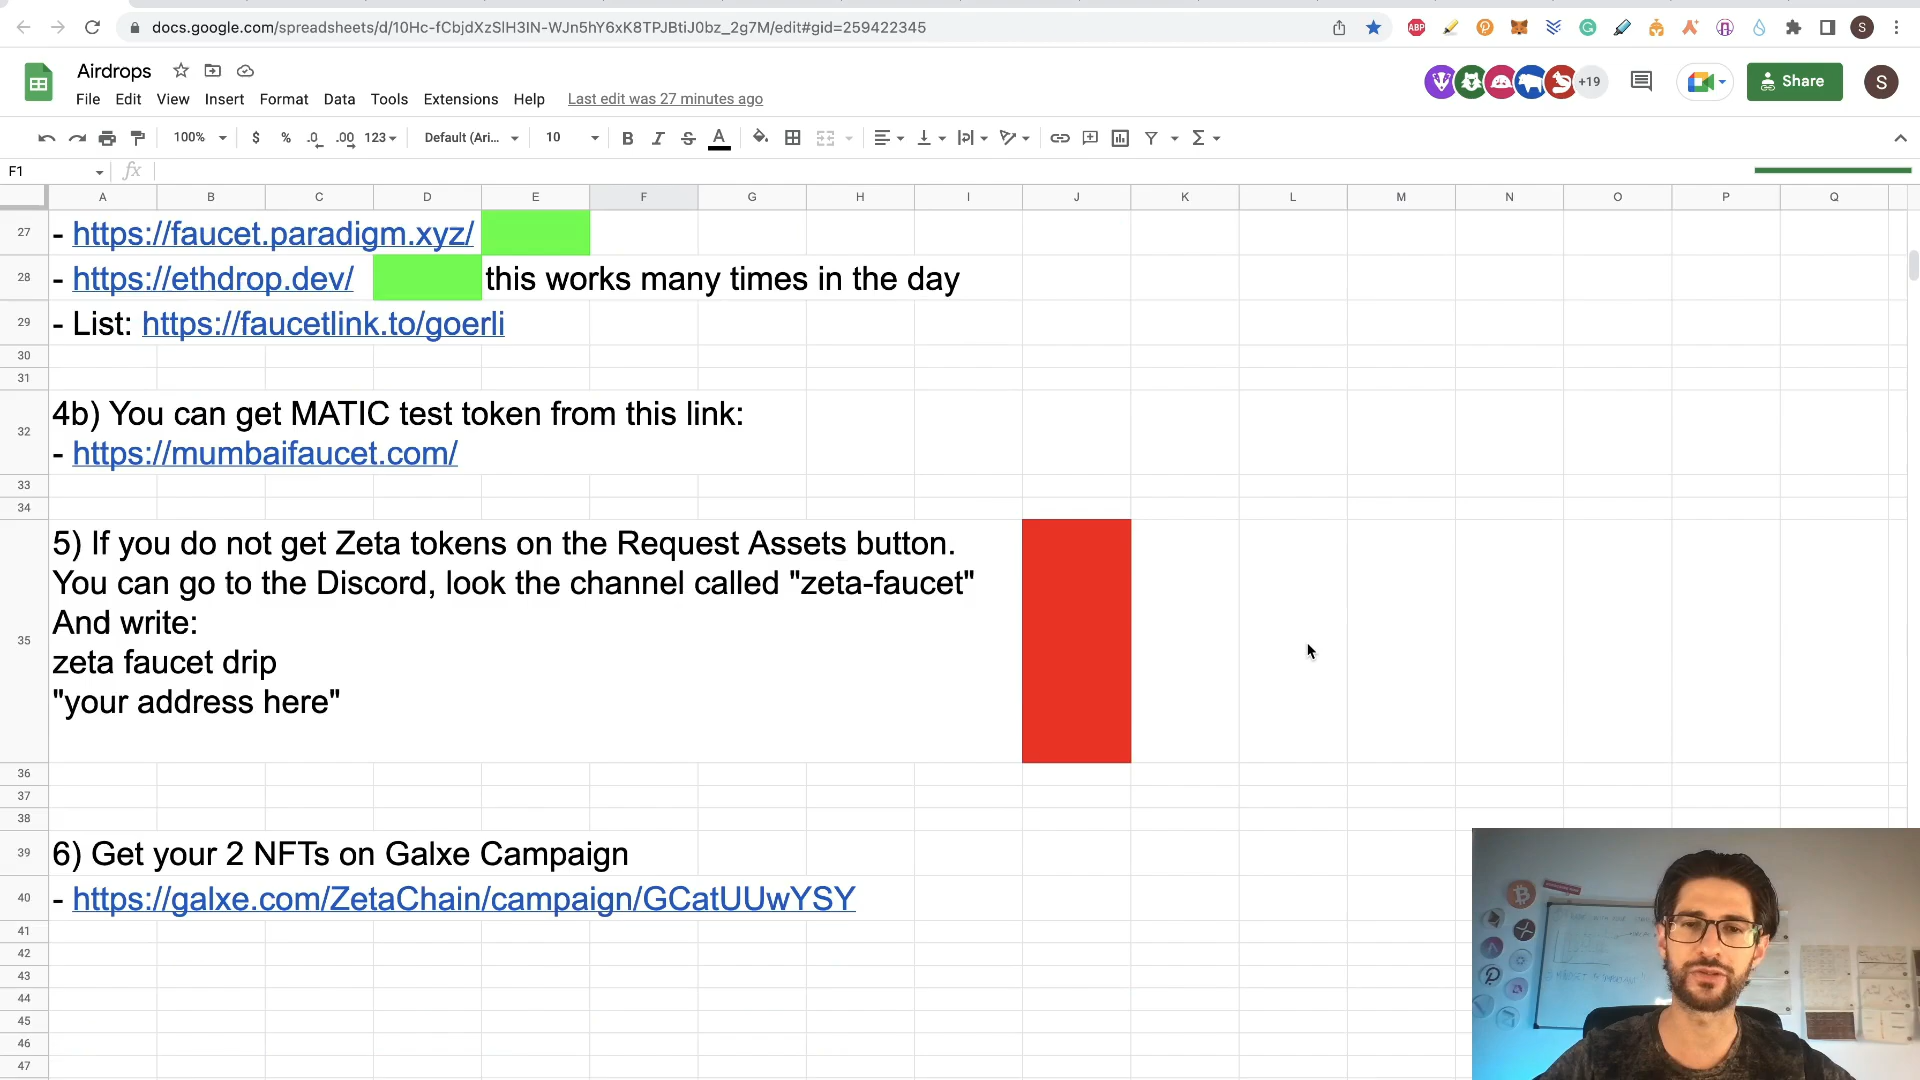 docs.google.com/spreadsheets/d/10Hc-fCbjdXzSlH3IN-WJn5hY6xK8TPJBtiJ0bz_2g7M/edit#gid=259422345
ABP
S
Airdrops
+19
Share
S
File Edit View Insert Format Data Tools Extensions Help Last edit was 27 minutes ago
100% $ % .0 .00 123 Default (Ari... 10 B I S A
F1 fx
A B C D E F G H I J K L M N O P Q
27 - https://faucet.paradigm.xyz/
28 - https://ethdrop.dev/ this works many times in the day
29 - List: https://faucetlink.to/goerli
30
31
32 4b) You can get MATIC test token from this link:
- https://mumbaifaucet.com/
33
34
35 5) If you do not get Zeta tokens on the Request Assets button.
You can go to the Discord, look the channel called "zeta-faucet"
And write:
zeta faucet drip
"your address here"
36
37
38
39 6) Get your 2 NFTs on Galxe Campaign
40 - https://galxe.com/ZetaChain/campaign/GCatUUwYSY
41
42
43
44
45
46
47